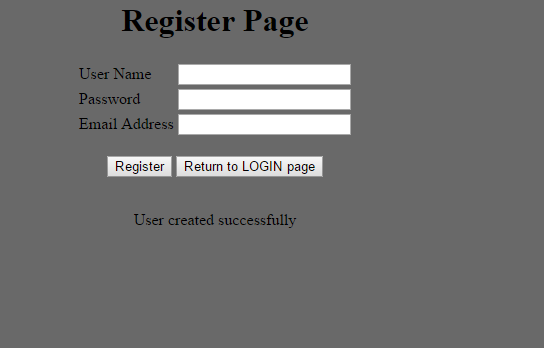 Register Page
User Name
Password
Email Address
Register Return to LOGIN page
User created successfully